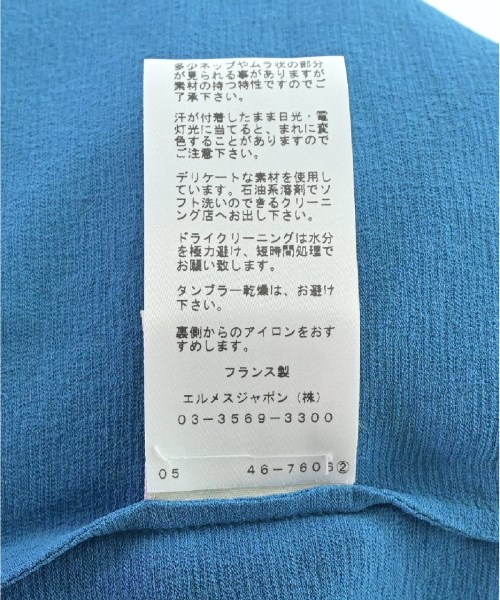 多少ネップやムラ状の部分
が見られる事がありますが
素材の持つ特性ですのでご
了承下さい。
汗が付着したまま日光・電
灯光に当てると、まれに変
色することがありますので
ご注意下さい。
デリケートな素材を使用し
ています。石油系溶剤でソ
フト洗いのできるクリーニ
ング店へお出し下さい。
ドライクリーニングは水分
を極力避け、短時間処理で
お願い致します。
タンブラー乾燥は、お避け
下さい。
裏側からのアイロンをおす
すめします。
フランス製
エルメスジャポン（株）
03-3569-3300
05 46-7606②